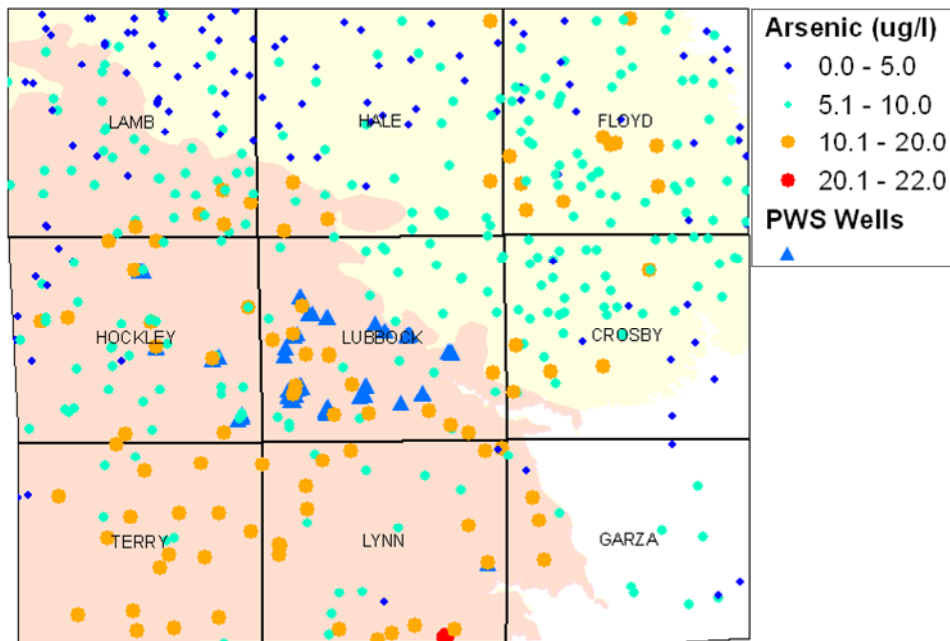 Arsenic (ug/l)
0.0 - 5.0
5.1 - 10.0
10.1 - 20.0
20.1 - 22.0
PWS Wells
LAMB
HALE
FLOYD
HOCKLEY
LUBBOCK
CROSBY
TERRY
LYNN
GARZA